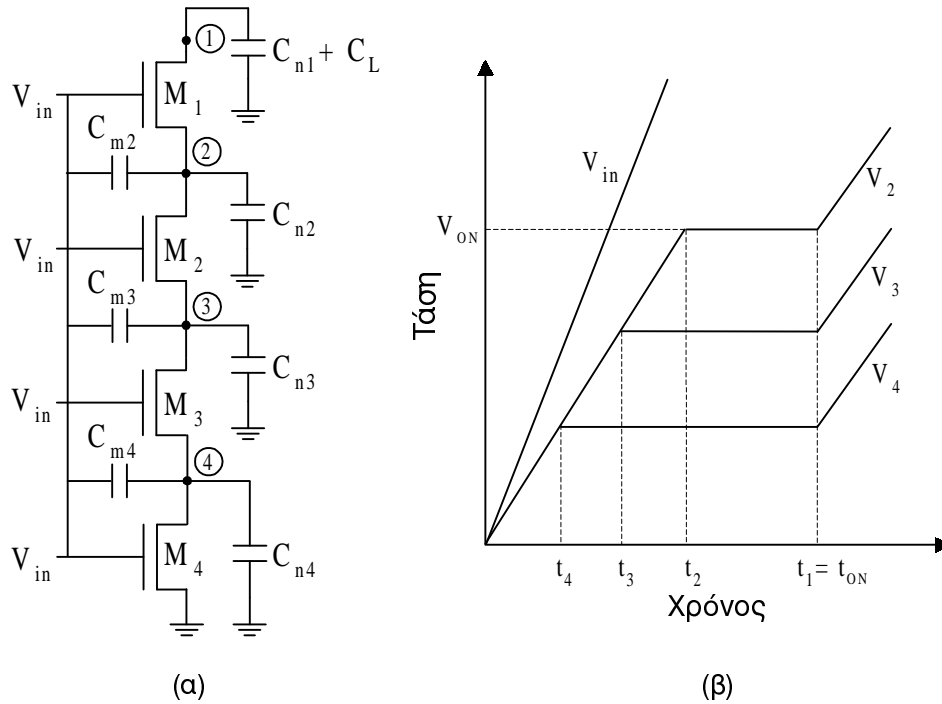 1
C n1 + C L
V in
M 1
C m2
2
C n2
V in
M 2
C m3
3
C n3
V in
M 3
C m4
4
C n4
V in
M 4
(α)
V in
V 2
V ON
V 3
V 4
Τάση
t 4
t 3
t 2
t 1 = t ON
Χρόνος
(β)